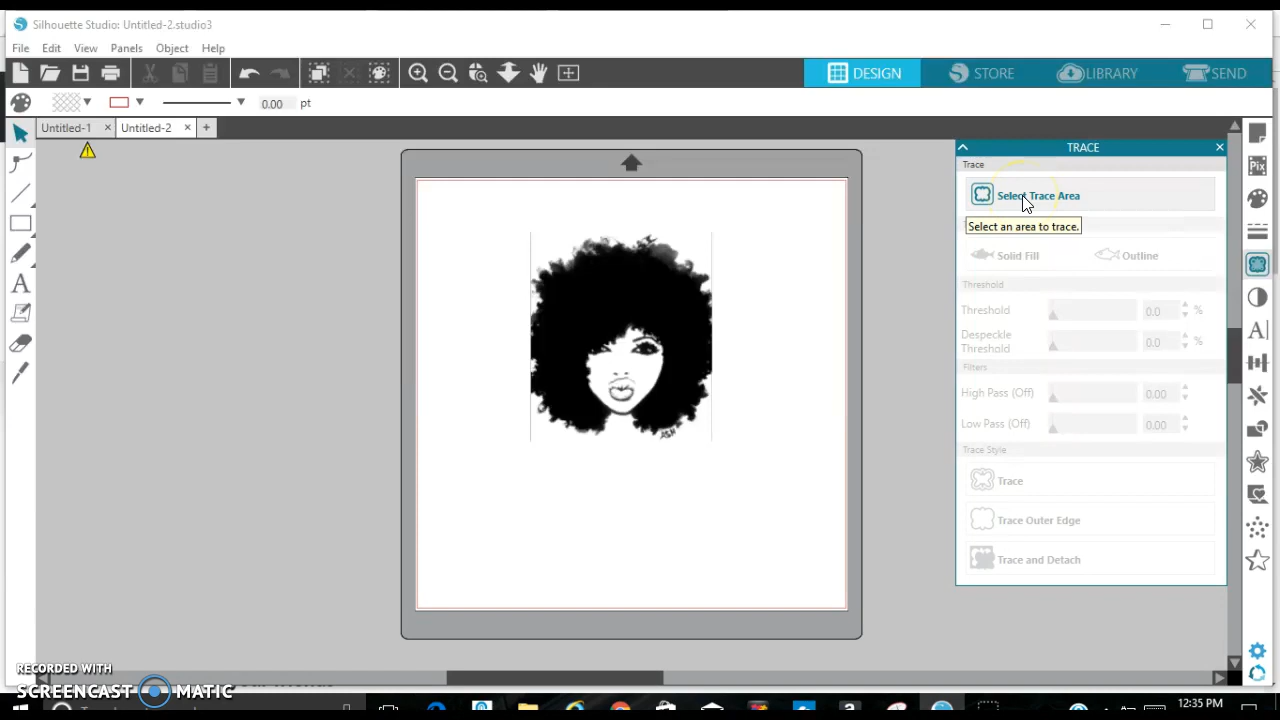 Silhouette Studio: Untitled-2.studio3
File Edit View Panels Object Help
DESIGN STORE LIBRARY SEND
0.00 pt
Untitled-1 × Untitled-2 × +
TRACE ×
Trace
Select Trace Area
Select an area to trace.
Solid Fill Outline
Threshold
Threshold 0.0 %
Despeckle Threshold 0.0 %
Filters
High Pass (Off) 0.00
Low Pass (Off) 0.00
Trace Style
Trace
Trace Outer Edge
Trace and Detach
Pix
A
A
RECORDED WITH
SCREENCAST MATIC
12:35 PM